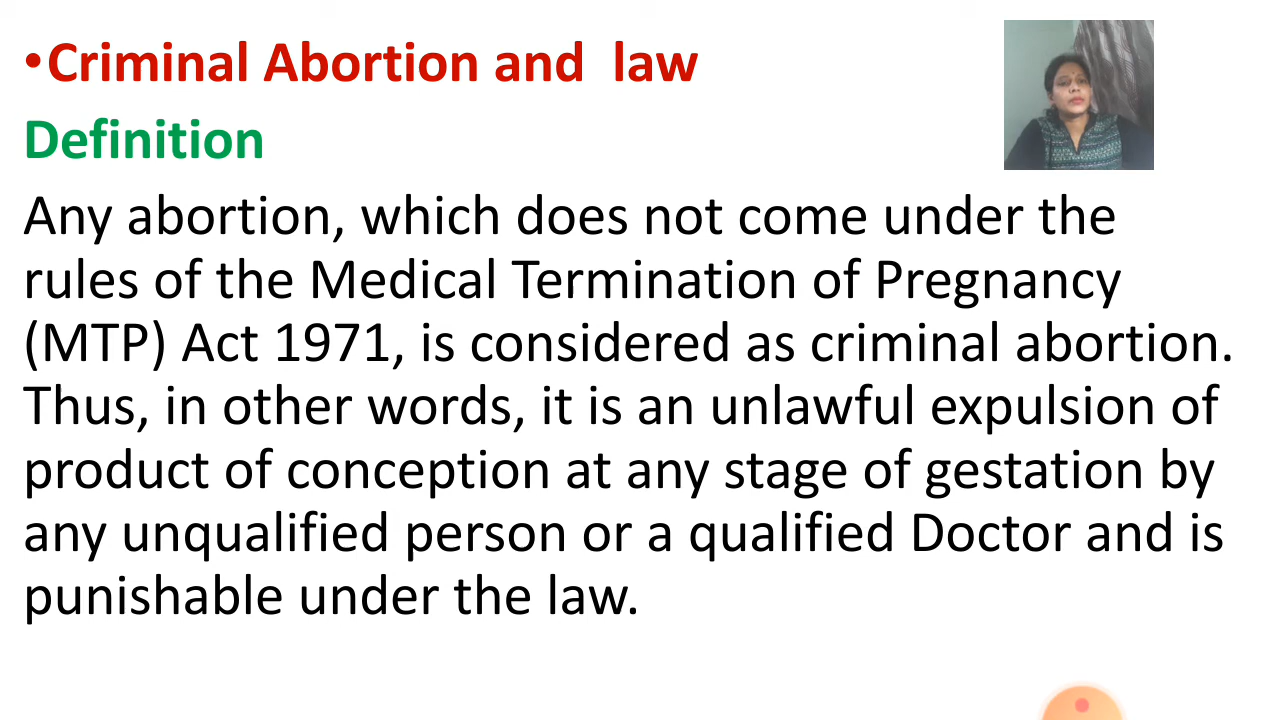 •Criminal Abortion and law
Definition
Any abortion, which does not come under the
rules of the Medical Termination of Pregnancy
(MTP) Act 1971, is considered as criminal abortion.
Thus, in other words, it is an unlawful expulsion of
product of conception at any stage of gestation by
any unqualified person or a qualified Doctor and is
punishable under the law.